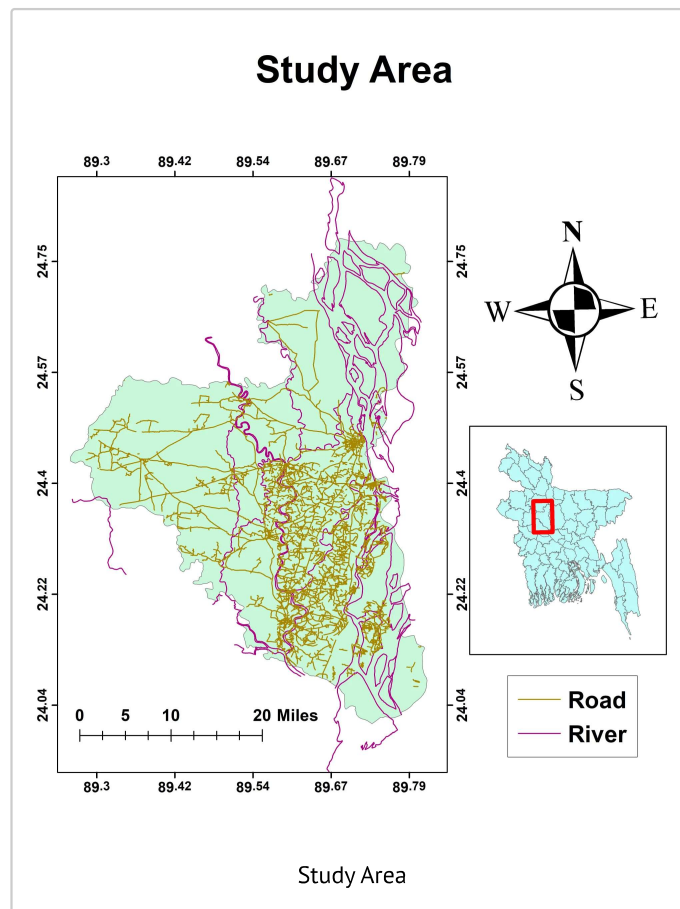 Study Area
89.3 89.42 89.54 89.67 89.79
N
W E
S
24.75 24.75
24.57 24.57
24.4 24.4
24.22 24.22
24.04 24.04
0 5 10 20 Miles
89.3 89.42 89.54 89.67 89.79
Road
River
Study Area